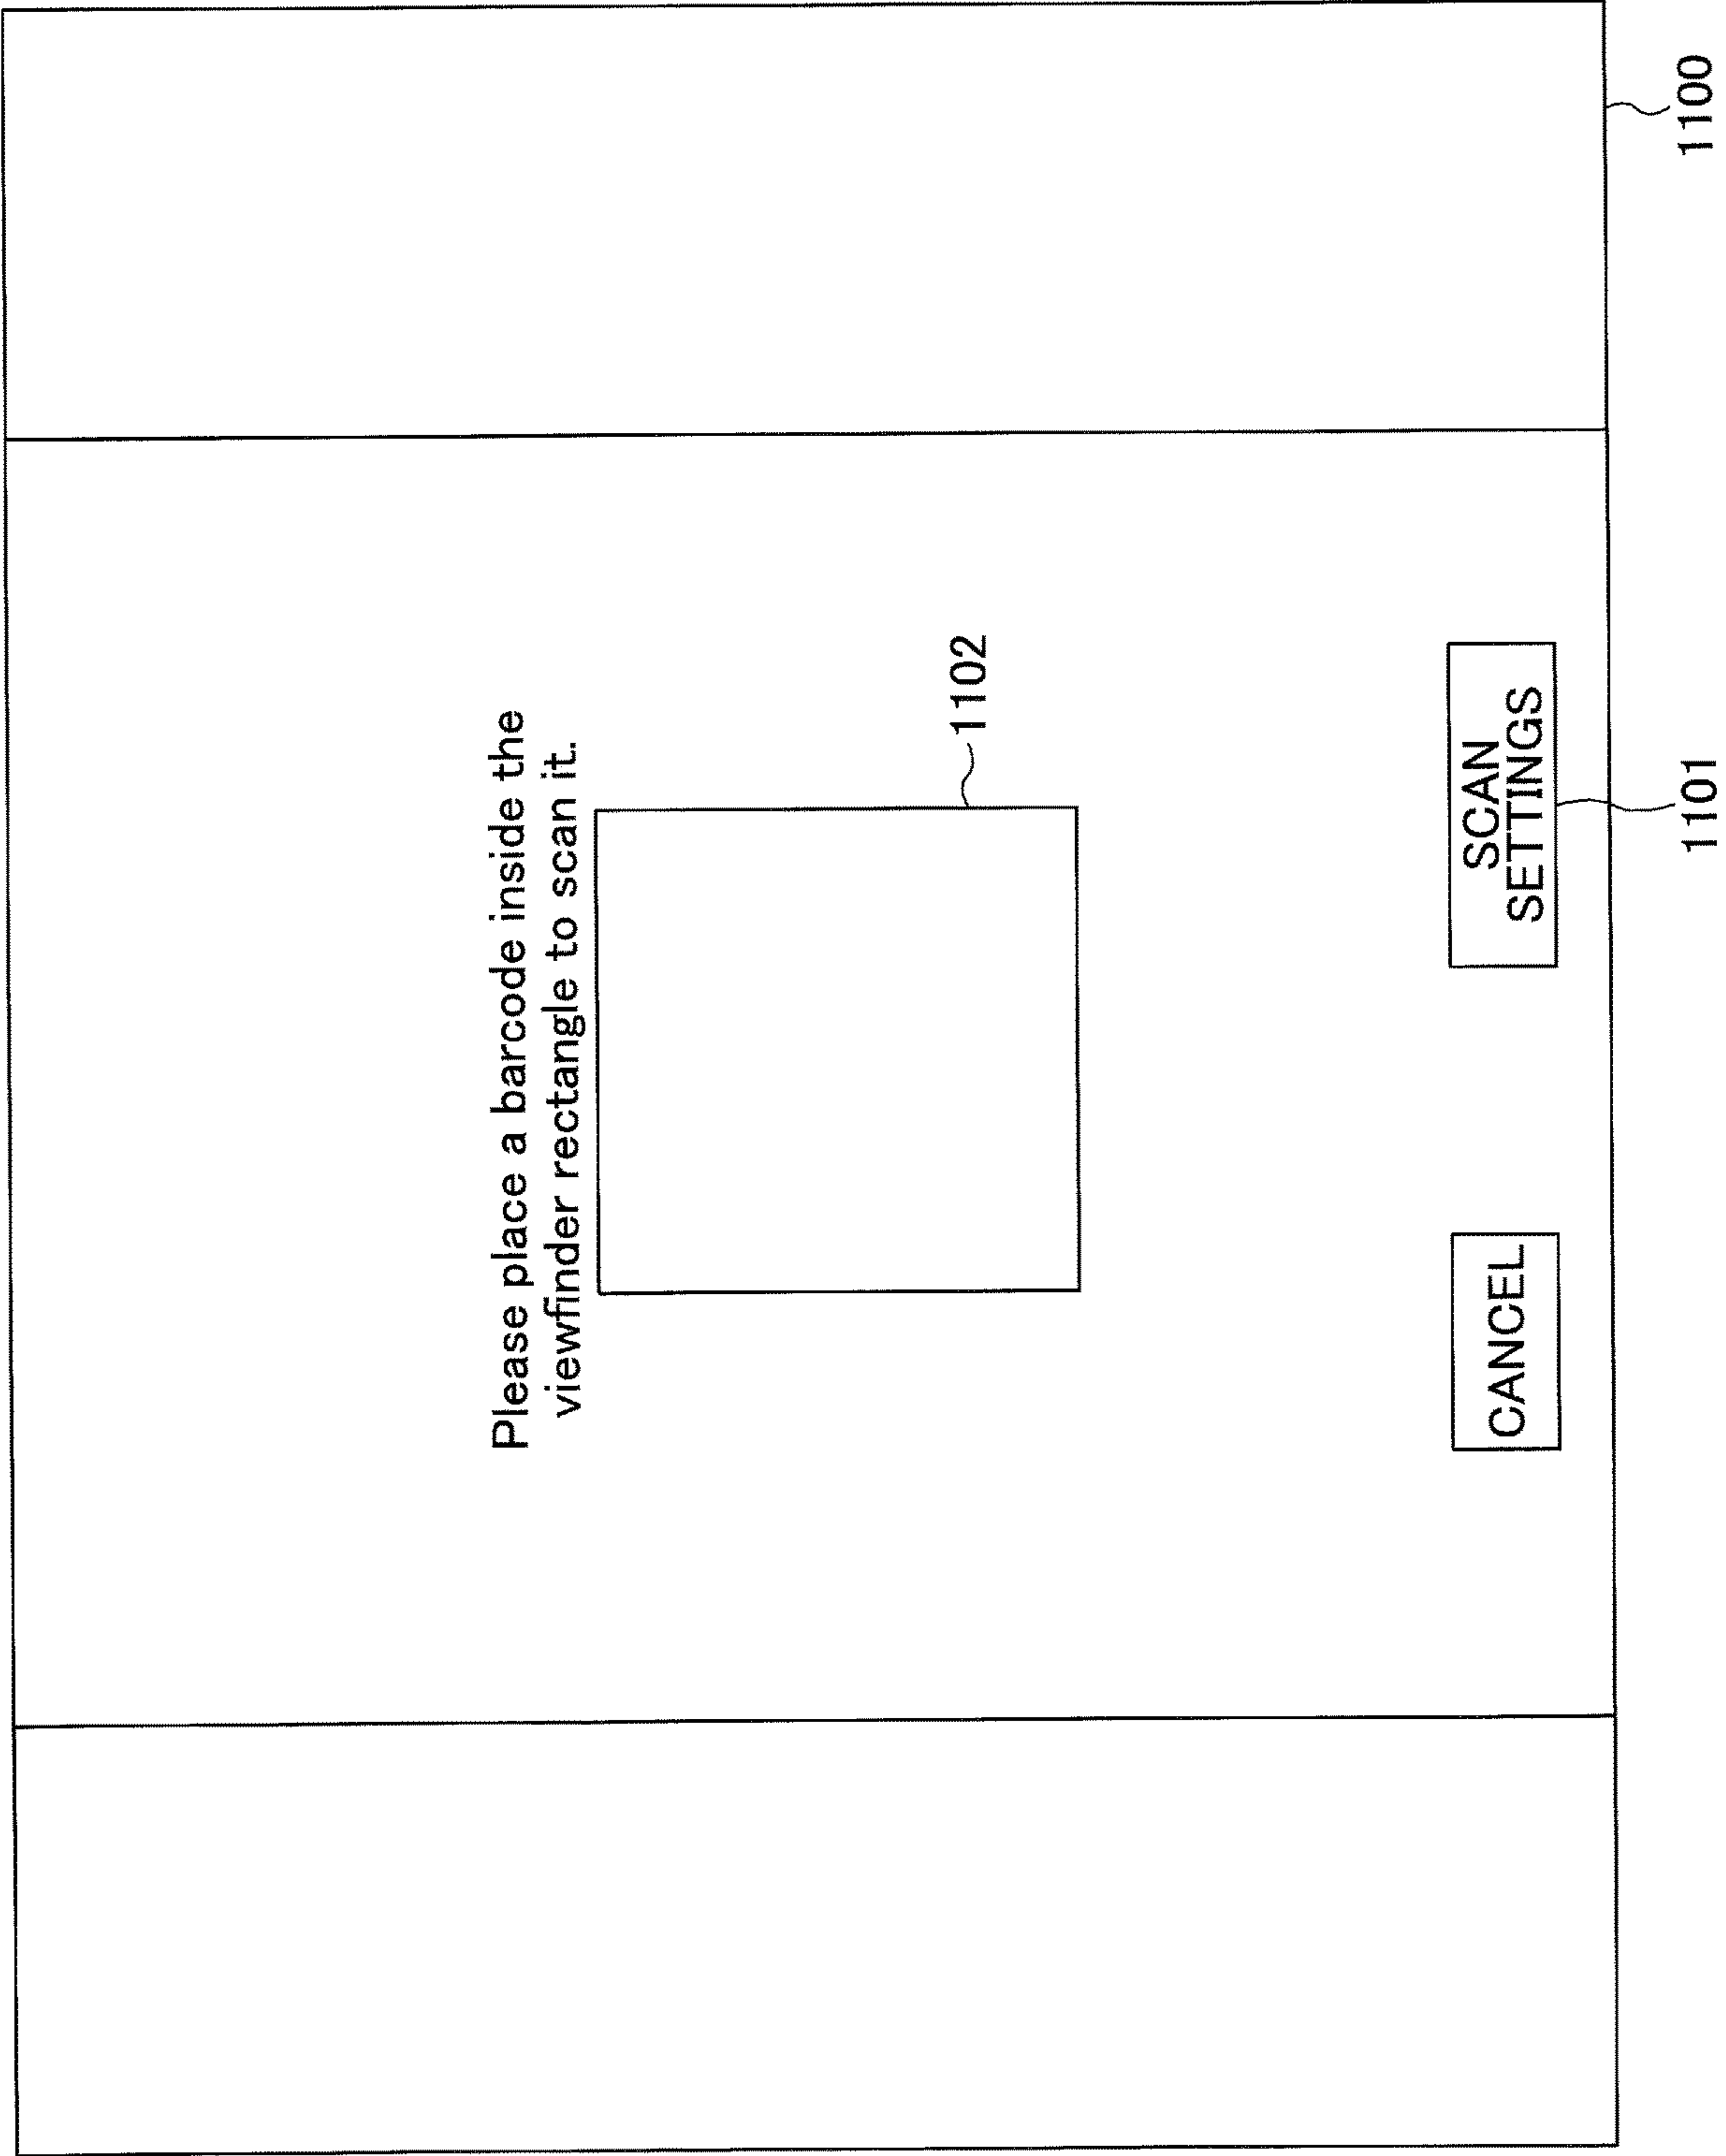 Please place a barcode inside the
viewfinder rectangle to scan it.
1102
CANCEL
SCAN
SETTINGS
1101
1100